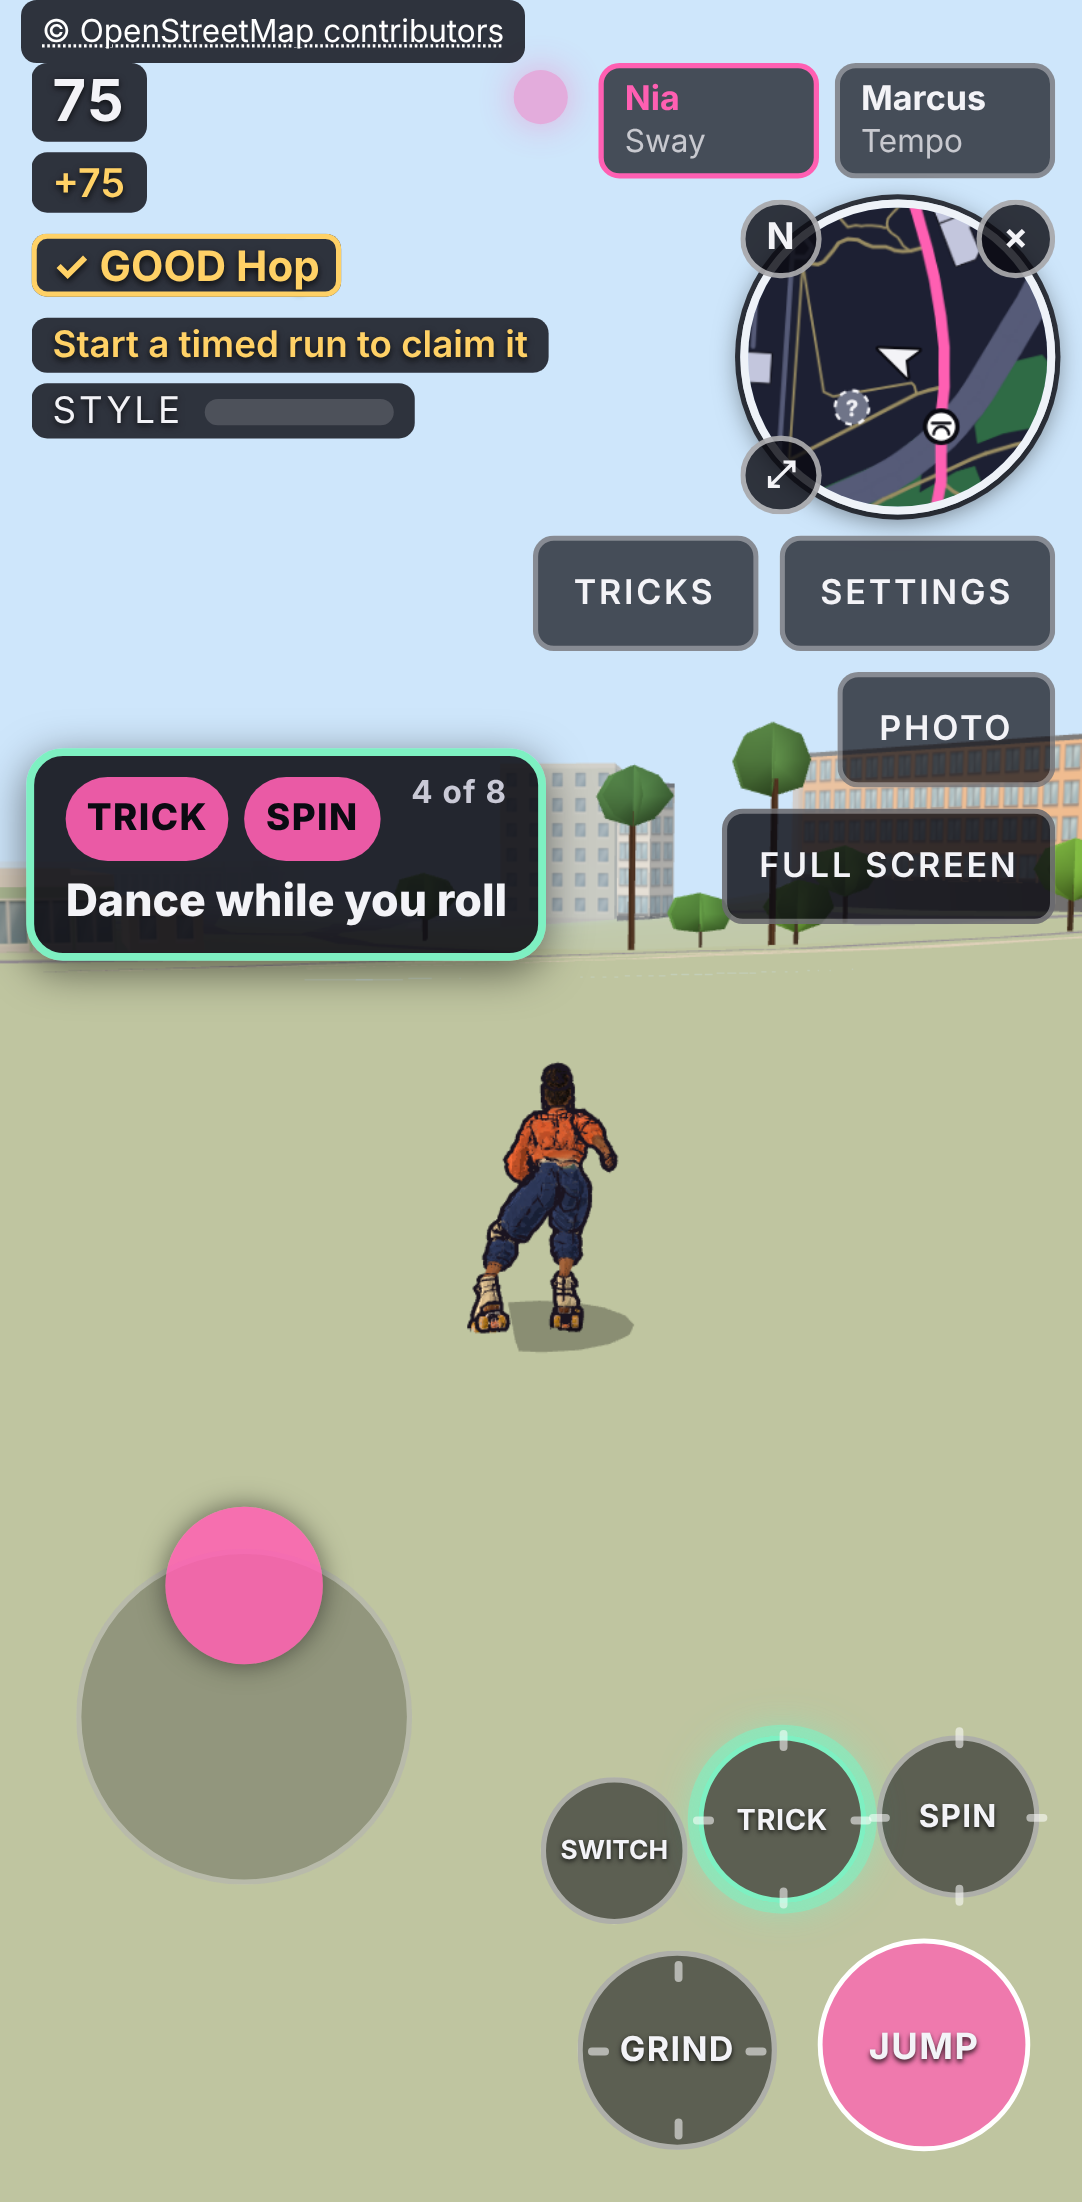 © OpenStreetMap contributors
75
+75
✓ GOOD Hop
Start a timed run to claim it
STYLE
Nia
Sway
Marcus
Tempo
N
×
?
TRICKS
SETTINGS
PHOTO
FULL SCREEN
TRICK SPIN 4 of 8
Dance while you roll
SWITCH
TRICK
SPIN
GRIND
JUMP